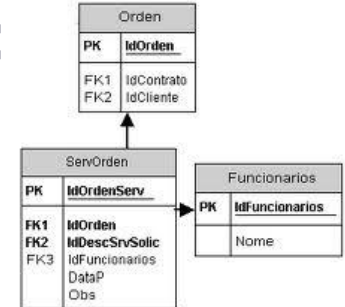 Orden
PK IdOrden
FK1 IdContrato
FK2 IdCliente
ServOrden
PK IdOrdenServ
FK1 IdOrden
FK2 IdDescSrvSolic
FK3 IdFuncionarios
DataP
Obs
Funcionarios
PK IdFuncionarios
Nome